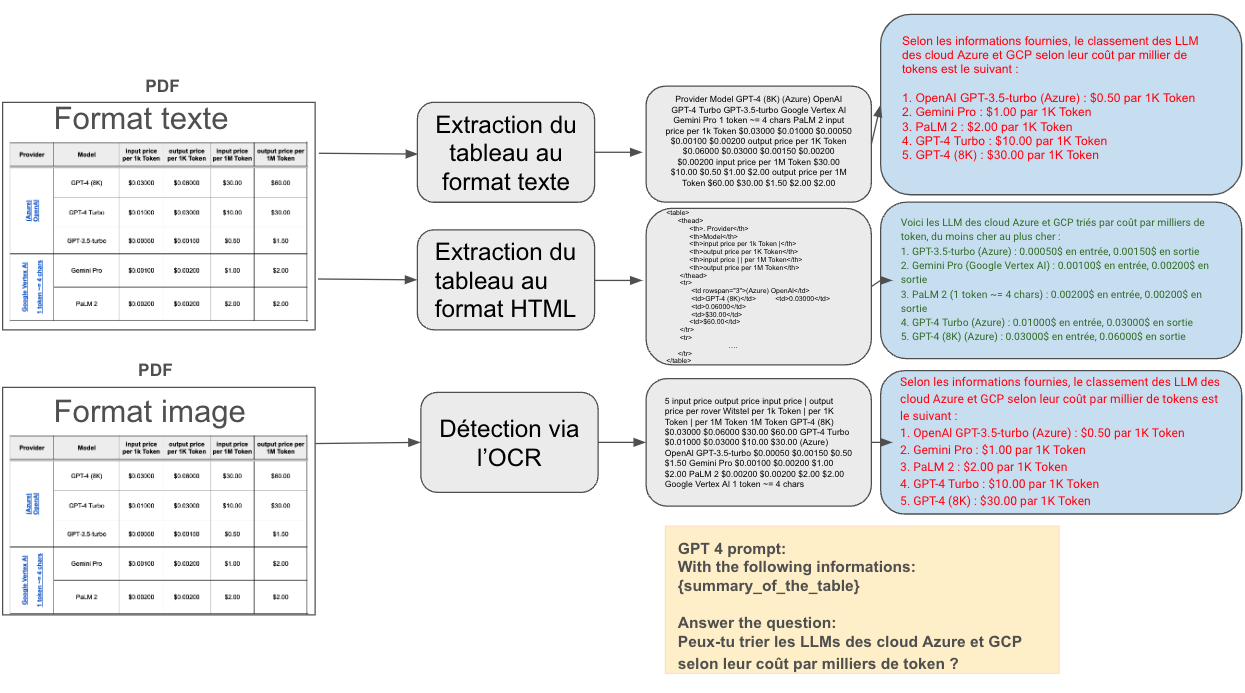 PDF
Format texte
Provider Model input price per 1k Token output price per 1K Token input price per 1M Token output price per 1M Token
(Azure) OpenAI
GPT-4 (8K) $0.03000 $0.06000 $30.00 $60.00
GPT-4 Turbo $0.01000 $0.03000 $10.00 $30.00
GPT-3.5-turbo $0.50 $1.50
Google Vertex AI
1 token ~= 4 chars
Gemini Pro $0.00100 $0.00200 $1.00 $2.00
PaLM 2 $0.00200 $0.00200 $2.00 $2.00
Extraction du
tableau au
format texte
Provider Model GPT-4 (8K) (Azure) OpenAI
GPT-4 Turbo GPT-3.5-turbo Google Vertex AI
Gemini Pro 1 token ~= 4 chars PaLM 2 input
price per 1k Token $0.03000 $0.01000 $0.00050
$0.00100 $0.00200 output price per 1K Token
$0.06000 $0.03000 $0.00150 $0.00200
$0.00200 input price per 1M Token $30.00
$10.00 $0.50 $1.00 $2.00 output price per 1M
Token $60.00 $30.00 $1.50 $2.00 $2.00
Selon les informations fournies, le classement des LLM
des cloud Azure et GCP selon leur coût par millier de
tokens est le suivant :
1. OpenAI GPT-3.5-turbo (Azure) : $0.50 par 1K Token
2. Gemini Pro : $1.00 par 1K Token
3. PaLM 2 : $2.00 par 1K Token
4. GPT-4 Turbo : $10.00 par 1K Token
5. GPT-4 (8K) : $30.00 par 1K Token
Extraction du
tableau au
format HTML
<table>
<thead>
<th>. Provider</th>
<th>Model</th>
<th>input price per 1k Token |</th>
<th>output price per 1K Token</th>
<th>input price | | per 1M Token</th>
<th>output price per 1M Token</th>
</thead>
<tr>
<td rowspan="3">(Azure) OpenAI</td>
<td>GPT-4 (8K)</td> <td>0.03000</td>
<td>0.06000</td>
<td>$30.00</td>
<td>$60.00</td>
</tr>
<tr>
....
</tr>
</table>
Voici les LLM des cloud Azure et GCP triés par coût par milliers de
token, du moins cher au plus cher :
1. GPT-3.5-turbo (Azure) : 0.00050$ en entrée, 0.00150$ en sortie
2. Gemini Pro (Google Vertex AI) : 0.00100$ en entrée, 0.00200$ en
sortie
3. PaLM 2 (1 token ~= 4 chars) : 0.00200$ en entrée, 0.00200$ en
sortie
4. GPT-4 Turbo (Azure) : 0.01000$ en entrée, 0.03000$ en sortie
5. GPT-4 (8K) (Azure) : 0.03000$ en entrée, 0.06000$ en sortie
PDF
Format image
Provider Model input price per 1k Token output price per 1K Token input price per 1M Token output price per 1M Token
(Azure) OpenAI
GPT-4 (8K) $0.03000 $0.06000 $30.00 $60.00
GPT-4 Turbo $0.01000 $0.03000 $10.00 $30.00
GPT-3.5-turbo $0.50 $1.50
Google Vertex AI
1 token ~= 4 chars
Gemini Pro $0.00100 $0.00200 $1.00 $2.00
PaLM 2 $0.00200 $0.00200 $2.00 $2.00
Détection via
l’OCR
5 input price output price input price | output
price per rover Witstel per 1k Token | per 1K
Token | per 1M Token 1M Token GPT-4 (8K)
$0.03000 $0.06000 $30.00 $60.00 GPT-4 Turbo
$0.01000 $0.03000 $10.00 $30.00 (Azure)
OpenAI GPT-3.5-turbo $0.00050 $0.00150 $0.50
$1.50 Gemini Pro $0.00100 $0.00200 $1.00
$2.00 PaLM 2 $0.00200 $0.00200 $2.00 $2.00
Google Vertex AI 1 token ~= 4 chars
Selon les informations fournies, le classement des LLM des
cloud Azure et GCP selon leur coût par millier de tokens est
le suivant :
1. OpenAI GPT-3.5-turbo (Azure) : $0.50 par 1K Token
2. Gemini Pro : $1.00 par 1K Token
3. PaLM 2 : $2.00 par 1K Token
4. GPT-4 Turbo : $10.00 par 1K Token
5. GPT-4 (8K) : $30.00 par 1K Token
GPT 4 prompt:
With the following informations:
{summary_of_the_table}
Answer the question:
Peux-tu trier les LLMs des cloud Azure et GCP
selon leur coût par milliers de token ?